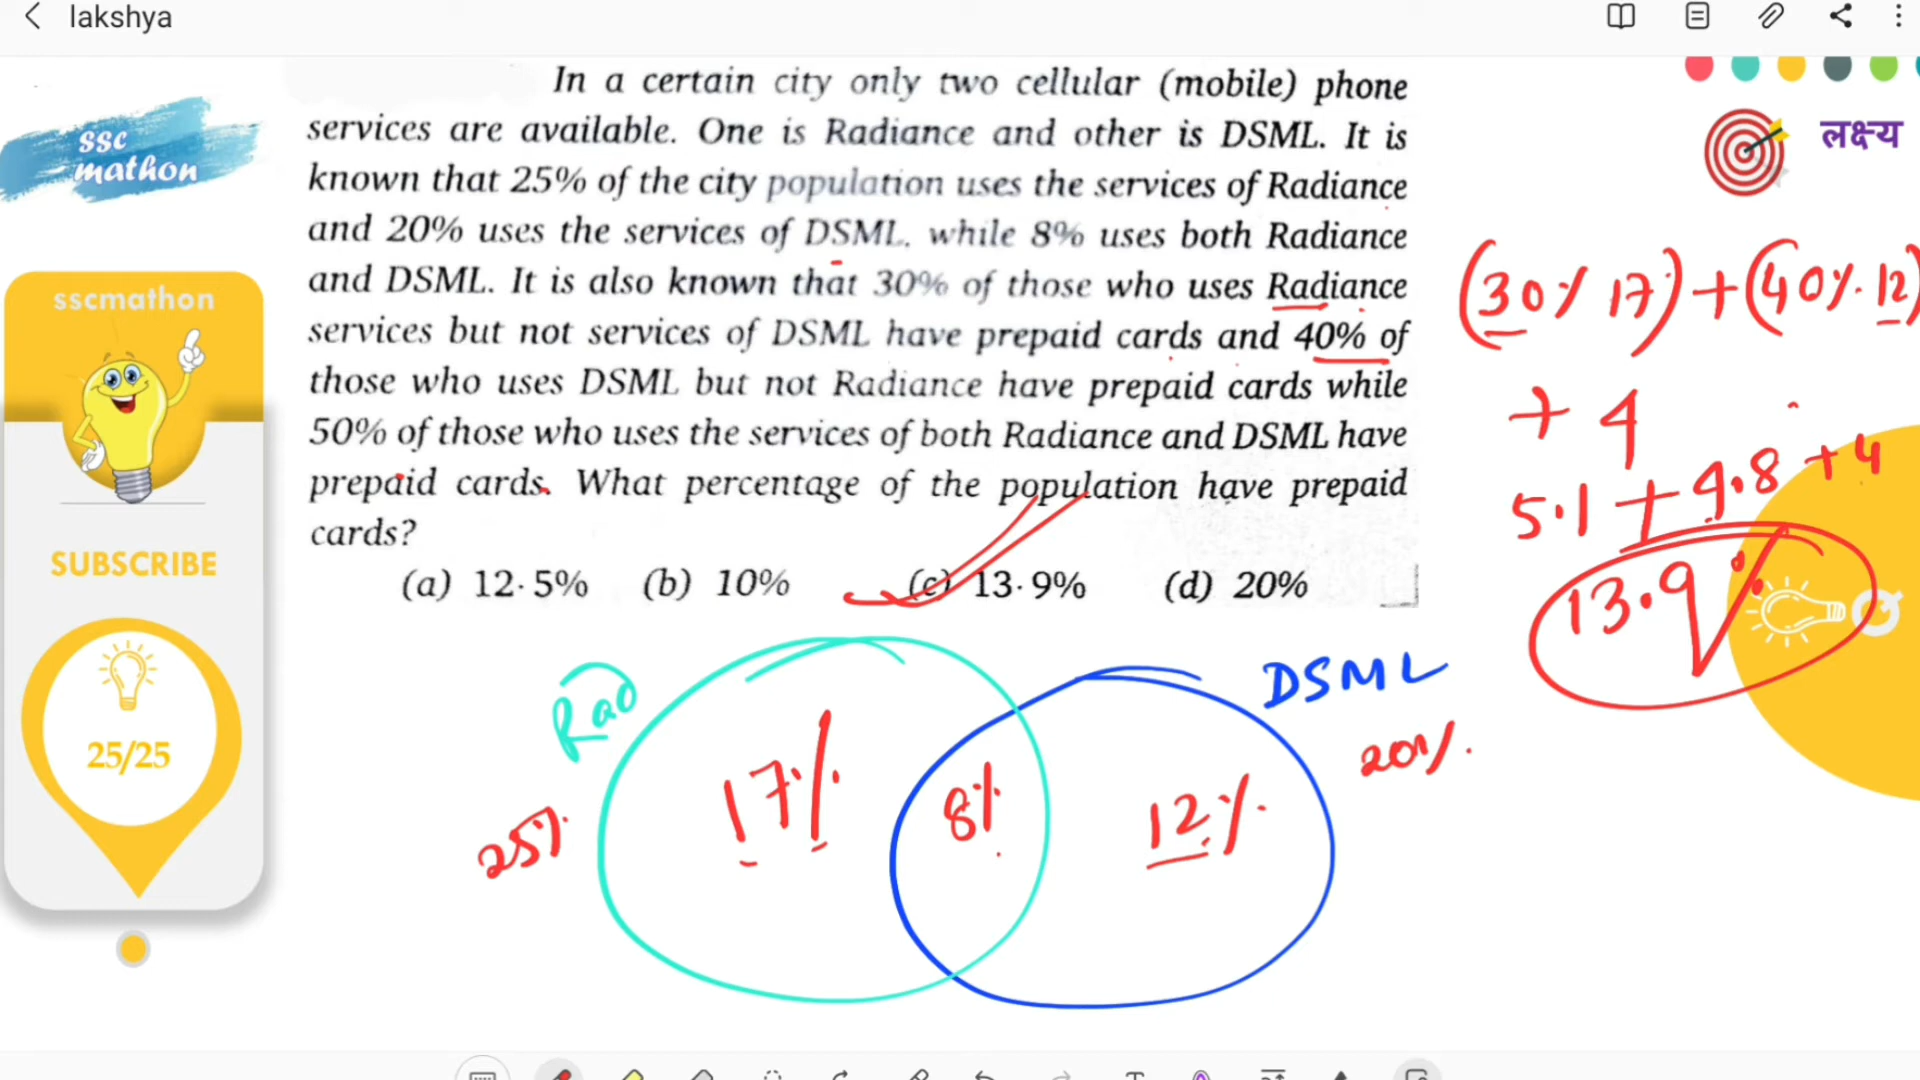 lakshya
ssc
mathon
In a certain city only two cellular (mobile) phone
services are available. One is Radiance and other is DSML. It is
known that 25% of the city population uses the services of Radiance
and 20% uses the services of DSML. while 8% uses both Radiance
and DSML. It is also known that 30% of those who uses Radiance
services but not services of DSML have prepaid cards and 40% of
those who uses DSML but not Radiance have prepaid cards while
50% of those who uses the services of both Radiance and DSML have
prepaid cards. What percentage of the population have prepaid
cards?
(a) 12·5% (b) 10% (c) 13·9% (d) 20%
लक्ष्य
(30% 17) + (40%. 12)
+ 4
5.1 + 4.8 + 4
13.9%
sscmathon
SUBSCRIBE
25/25
Rad
DSML
25%
17%
8%
12%
20%